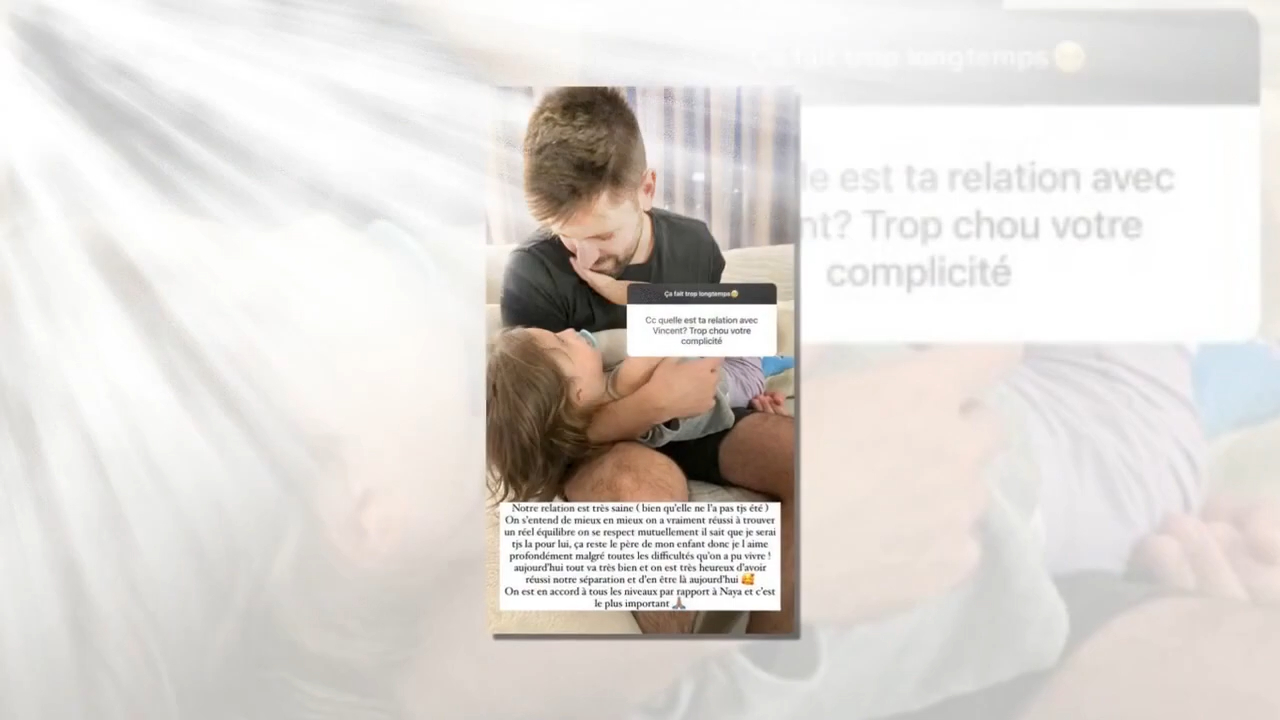 Ça fait trop longtemps🥹
le est ta relation avec
nt? Trop chou votre
complicité
Ça fait trop longtemps🥹
Cc quelle est ta relation avec
Vincent? Trop chou votre
complicité
Notre relation est très saine ( bien qu'elle ne l'a pas tjs été )
On s'entend de mieux en mieux on a vraiment réussi à trouver
un réel équilibre on se respect mutuellement il sait que je serai
tjs la pour lui, ça reste le père de mon enfant donc je l aime
profondément malgré toutes les difficultés qu'on a pu vivre !
aujourd'hui tout va très bien et on est très heureux d'avoir
réussi notre séparation et d'en être là aujourd'hui 🥰
On est en accord à tous les niveaux par rapport à Naya et c'est
le plus important 🙏🏽